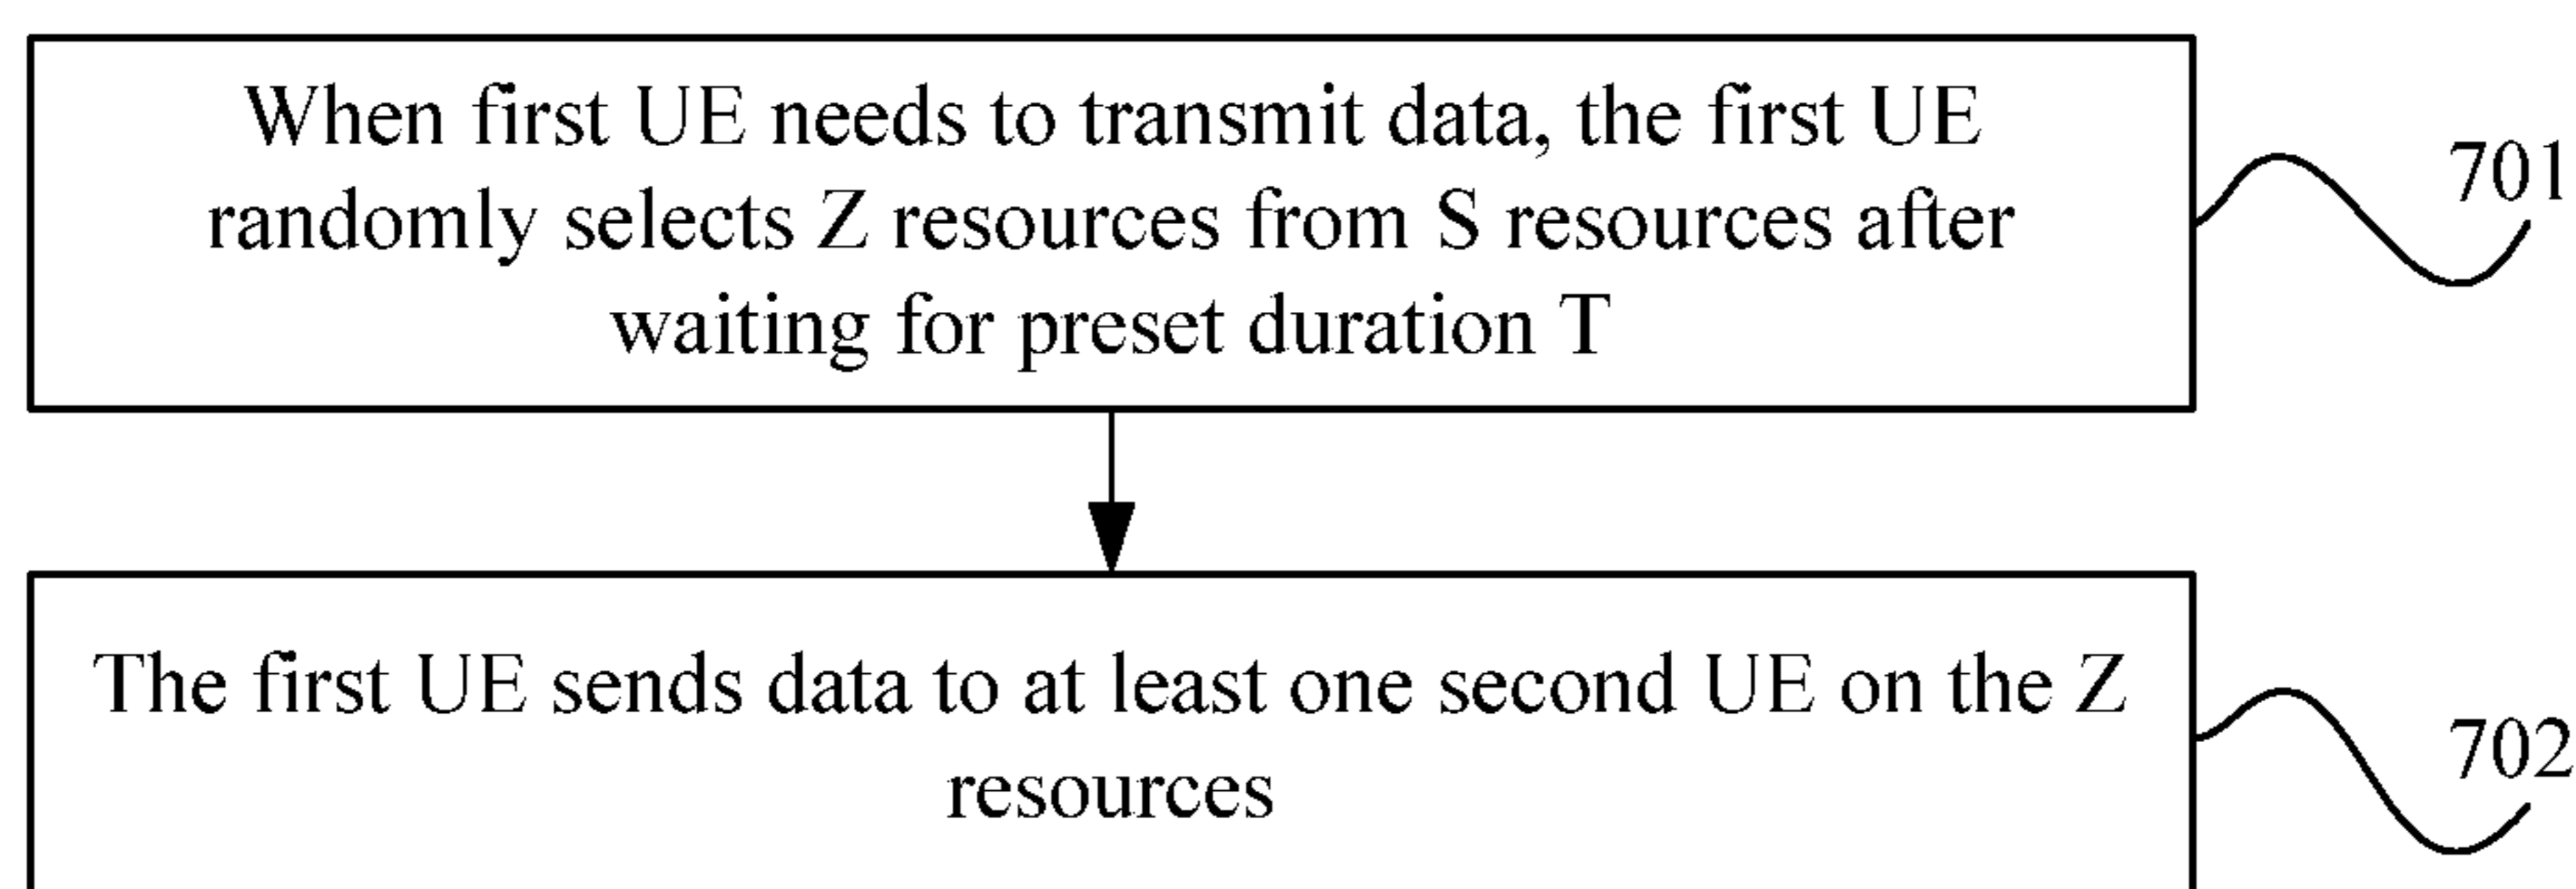 When first UE needs to transmit data, the first UE
randomly selects Z resources from S resources after
waiting for preset duration T
701
The first UE sends data to at least one second UE on the Z
resources
702